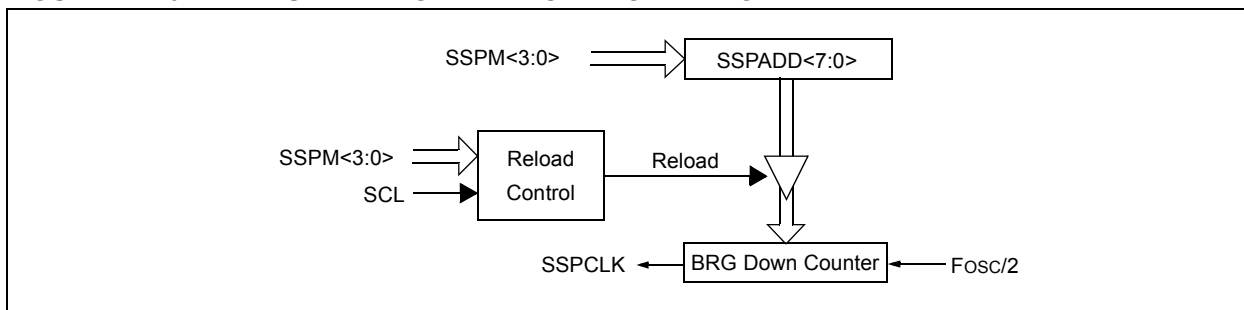 SSPM<3:0>
SSPADD<7:0>
SSPM<3:0>
SCL
Reload
Control
Reload
SSPCLK
BRG Down Counter
FOSC/2